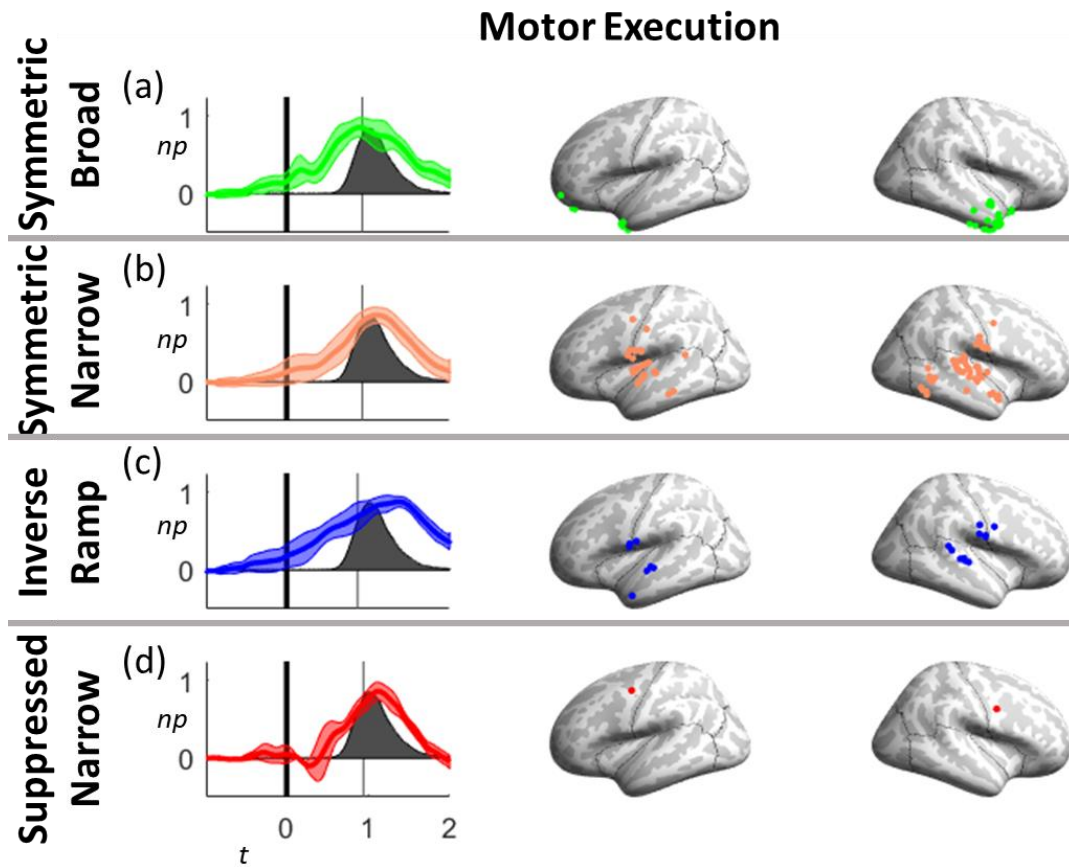 Motor Execution
Symmetric
Broad
(a)
1
np
0
Symmetric
Narrow
(b)
1
np
0
Inverse
Ramp
(c)
1
np
0
Suppressed
Narrow
(d)
1
np
0
0 1 2
t